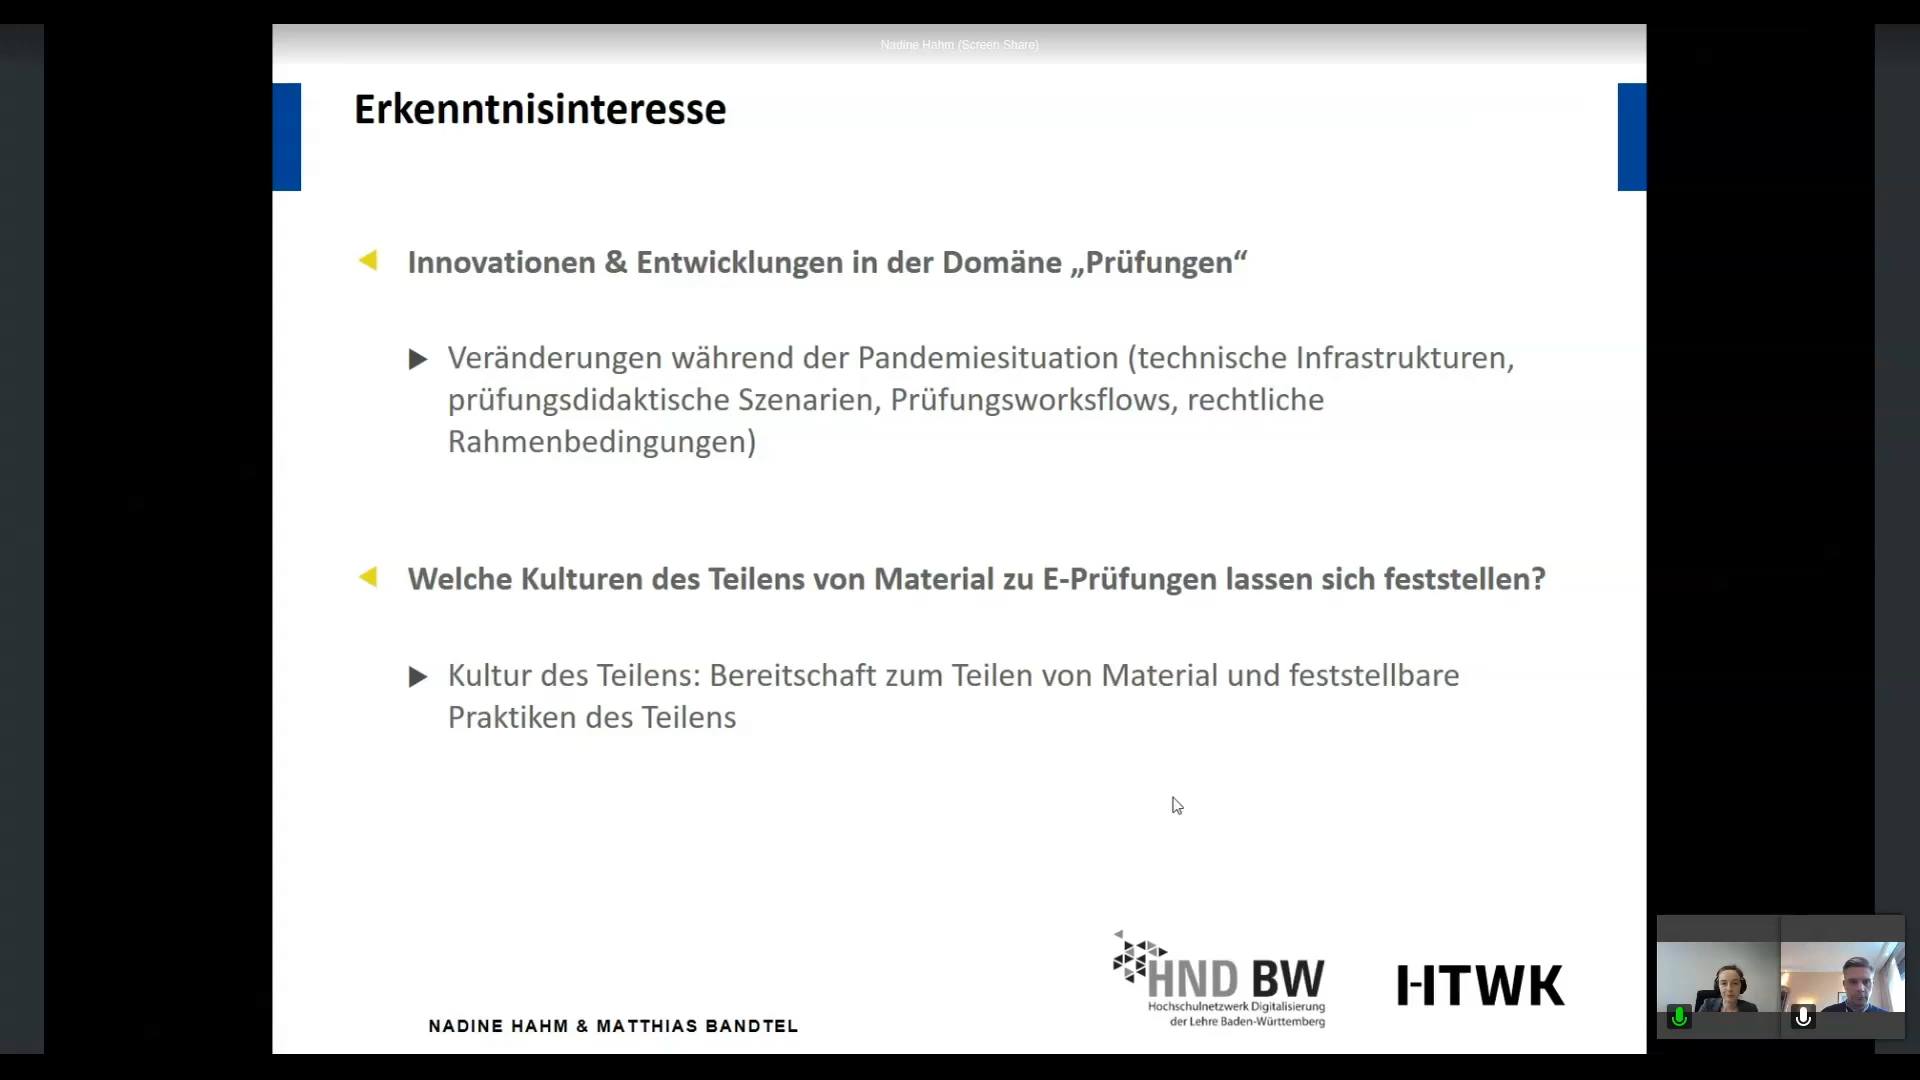 Nadine Hahm (Screen Share)
Erkenntnisinteresse
Innovationen & Entwicklungen in der Domäne „Prüfungen“
Veränderungen während der Pandemiesituation (technische Infrastrukturen,
prüfungsdidaktische Szenarien, Prüfungsworksflows, rechtliche
Rahmenbedingungen)
Welche Kulturen des Teilens von Material zu E-Prüfungen lassen sich feststellen?
Kultur des Teilens: Bereitschaft zum Teilen von Material und feststellbare
Praktiken des Teilens
HND BW
Hochschulnetzwerk Digitalisierung
der Lehre Baden-Württemberg
HTWK
NADINE HAHM & MATTHIAS BANDTEL